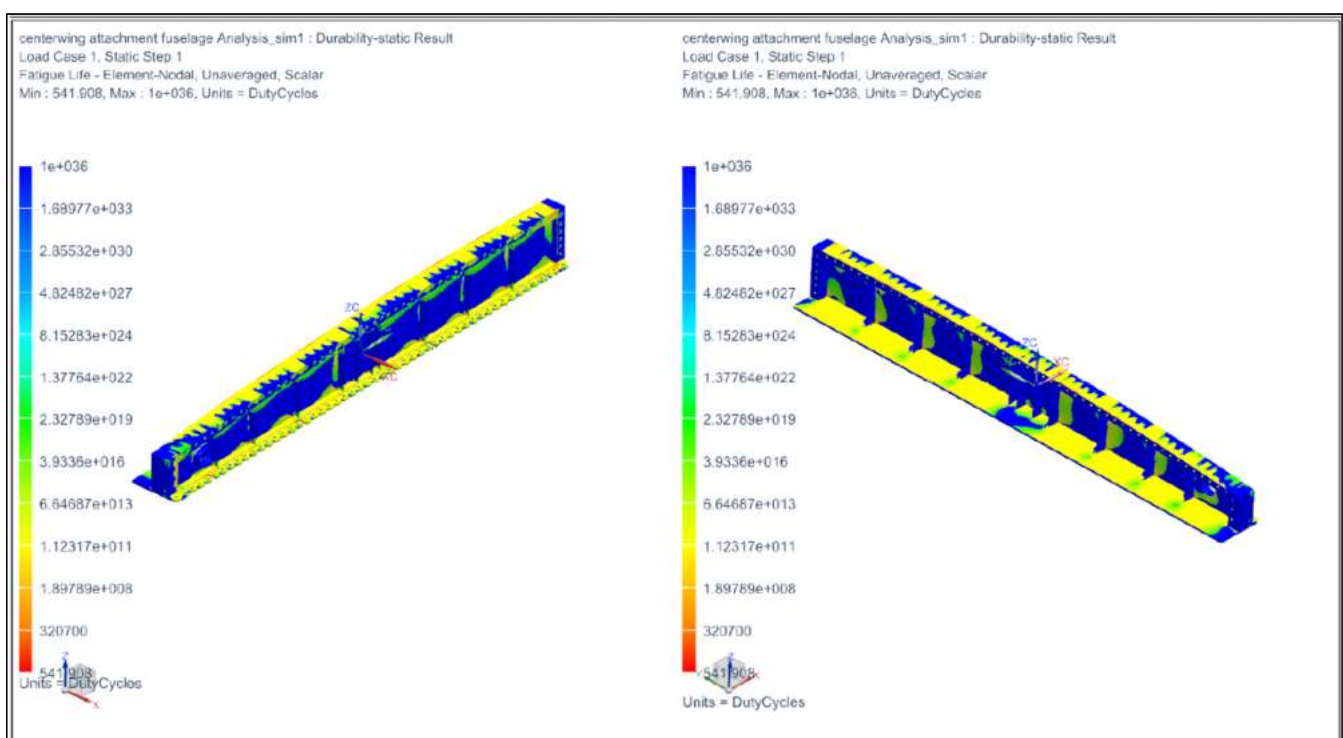 centerwing attachment fuselage Analysis_sim1 : Durability-static Result
Load Case 1, Static Step 1
Fatigue Life - Element-Nodal, Unaveraged, Scalar
Min : 541.908, Max : 1e+036, Units = DutyCycles
1e+036
1.68977e+033
2.85532e+030
4.82482e+027
8.15283e+024
1.37764e+022
2.32789e+019
3.9336e+016
6.64687e+013
1.12317e+011
1.89789e+008
320700
541.908
Units = DutyCycles
ZC
XC
Z
X
centerwing attachment fuselage Analysis_sim1 : Durability-static Result
Load Case 1, Static Step 1
Fatigue Life - Element-Nodal, Unaveraged, Scalar
Min : 541.908, Max : 1e+036, Units = DutyCycles
1e+036
1.68977e+033
2.85532e+030
4.82482e+027
8.15283e+024
1.37764e+022
2.32789e+019
3.9336e+016
6.64687e+013
1.12317e+011
1.89789e+008
320700
541.908
Units = DutyCycles
ZC
XC
Z
Y
X